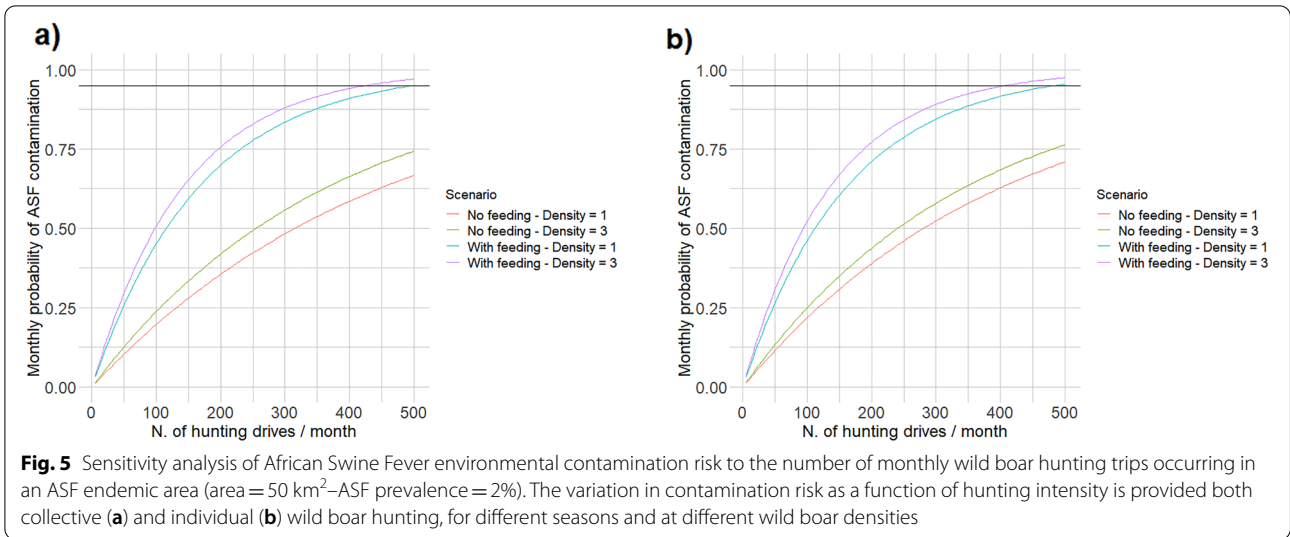 a)
Monthly probability of ASF contamination
1.00
0.75
0.50
0.25
0.00
0 100 200 300 400 500
N. of hunting drives / month
Scenario
No feeding - Density = 1
No feeding - Density = 3
With feeding - Density = 1
With feeding - Density = 3
b)
Monthly probability of ASF contamination
1.00
0.75
0.50
0.25
0.00
0 100 200 300 400 500
N. of hunting drives / month
Scenario
No feeding - Density = 1
No feeding - Density = 3
With feeding - Density = 1
With feeding - Density = 3
Fig. 5 Sensitivity analysis of African Swine Fever environmental contamination risk to the number of monthly wild boar hunting trips occurring in
an ASF endemic area (area = 50 km²–ASF prevalence = 2%). The variation in contamination risk as a function of hunting intensity is provided both
collective (a) and individual (b) wild boar hunting, for different seasons and at different wild boar densities